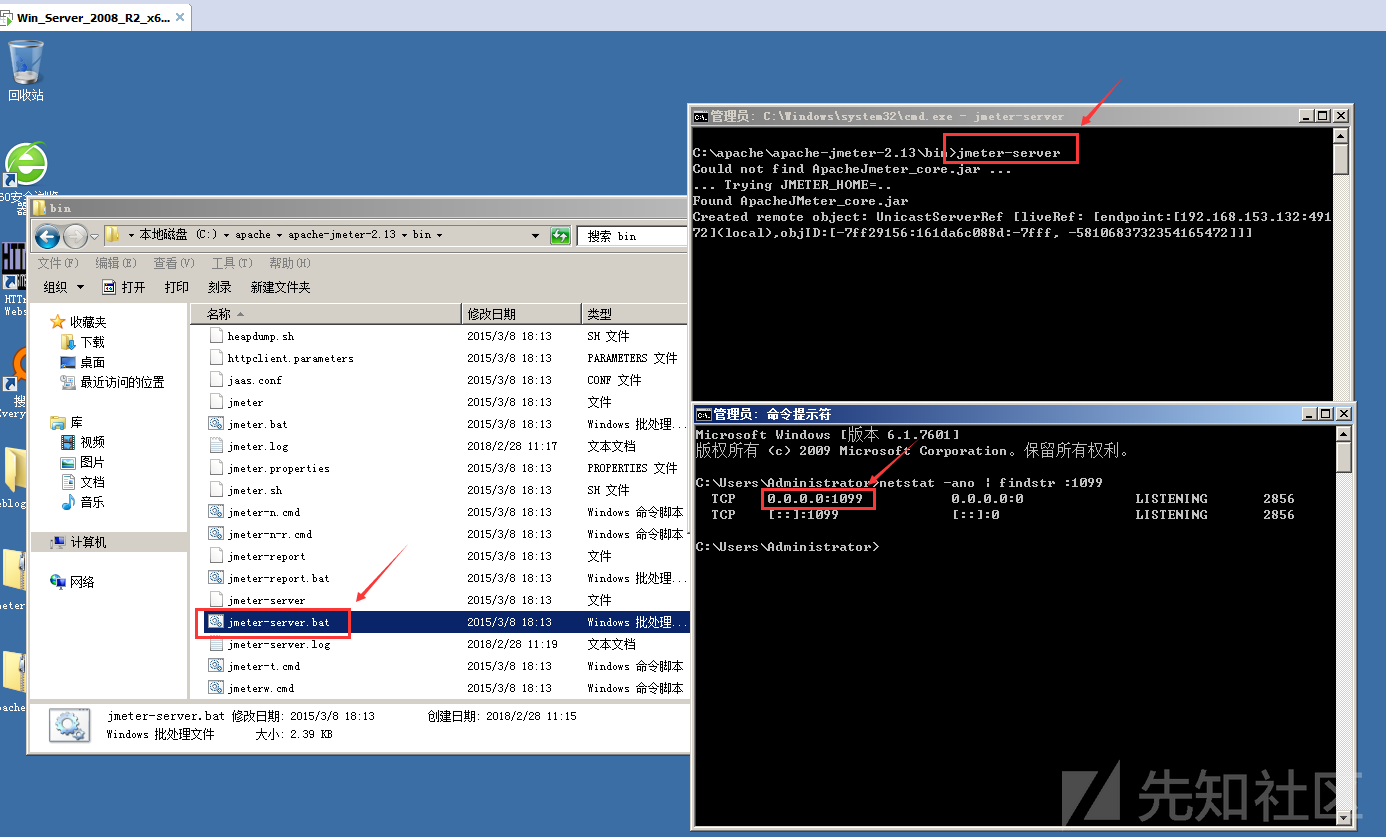 Win_Server_2008_R2_x6...
回收站
bin
本地磁盘 (C:) apache apache-jmeter-2.13 bin
搜索 bin
文件(F) 编辑(E) 查看(V) 工具(T) 帮助(H)
组织 打开 打印 刻录 新建文件夹
收藏夹
下载
桌面
最近访问的位置
库
视频
图片
文档
音乐
计算机
网络
名称 修改日期 类型
heapdump.sh 2015/3/8 18:13 SH 文件
httpclient.parameters 2015/3/8 18:13 PARAMETERS 文件
jaas.conf 2015/3/8 18:13 CONF 文件
jmeter 2015/3/8 18:13 文件
jmeter.bat 2015/3/8 18:13 Windows 批处理...
jmeter.log 2018/2/28 11:17 文本文档
jmeter.properties 2015/3/8 18:13 PROPERTIES 文件
jmeter.sh 2015/3/8 18:13 SH 文件
jmeter-n.cmd 2015/3/8 18:13 Windows 命令脚本
jmeter-n-r.cmd 2015/3/8 18:13 Windows 命令脚本
jmeter-report 2015/3/8 18:13 文件
jmeter-report.bat 2015/3/8 18:13 Windows 批处理...
jmeter-server 2015/3/8 18:13 文件
jmeter-server.bat 2015/3/8 18:13 Windows 批处理...
jmeter-server.log 2018/2/28 11:19 文本文档
jmeter-t.cmd 2015/3/8 18:13 Windows 命令脚本
jmeterw.cmd 2015/3/8 18:13 Windows 命令脚本
jmeter-server.bat 修改日期: 2015/3/8 18:13 创建日期: 2018/2/28 11:15
Windows 批处理文件 大小: 2.39 KB
管理员: C:\Windows\system32\cmd.exe - jmeter-server
C:\apache\apache-jmeter-2.13\bin>jmeter-server
Could not find ApacheJmeter_core.jar ...
... Trying JMETER_HOME=..
Found ApacheJMeter_core.jar
Created remote object: UnicastServerRef [liveRef: [endpoint:[192.168.153.132:491
72](local),objID:[-7ff29156:161da6c088d:-7fff, -5810683732354165472]]]
管理员: 命令提示符
Microsoft Windows [版本 6.1.7601]
版权所有 (c) 2009 Microsoft Corporation。保留所有权利。
C:\Users\Administrator>netstat -ano | findstr :1099
TCP 0.0.0.0:1099 0.0.0.0:0 LISTENING 2856
TCP [::]:1099 [::]:0 LISTENING 2856
C:\Users\Administrator>
先知社区